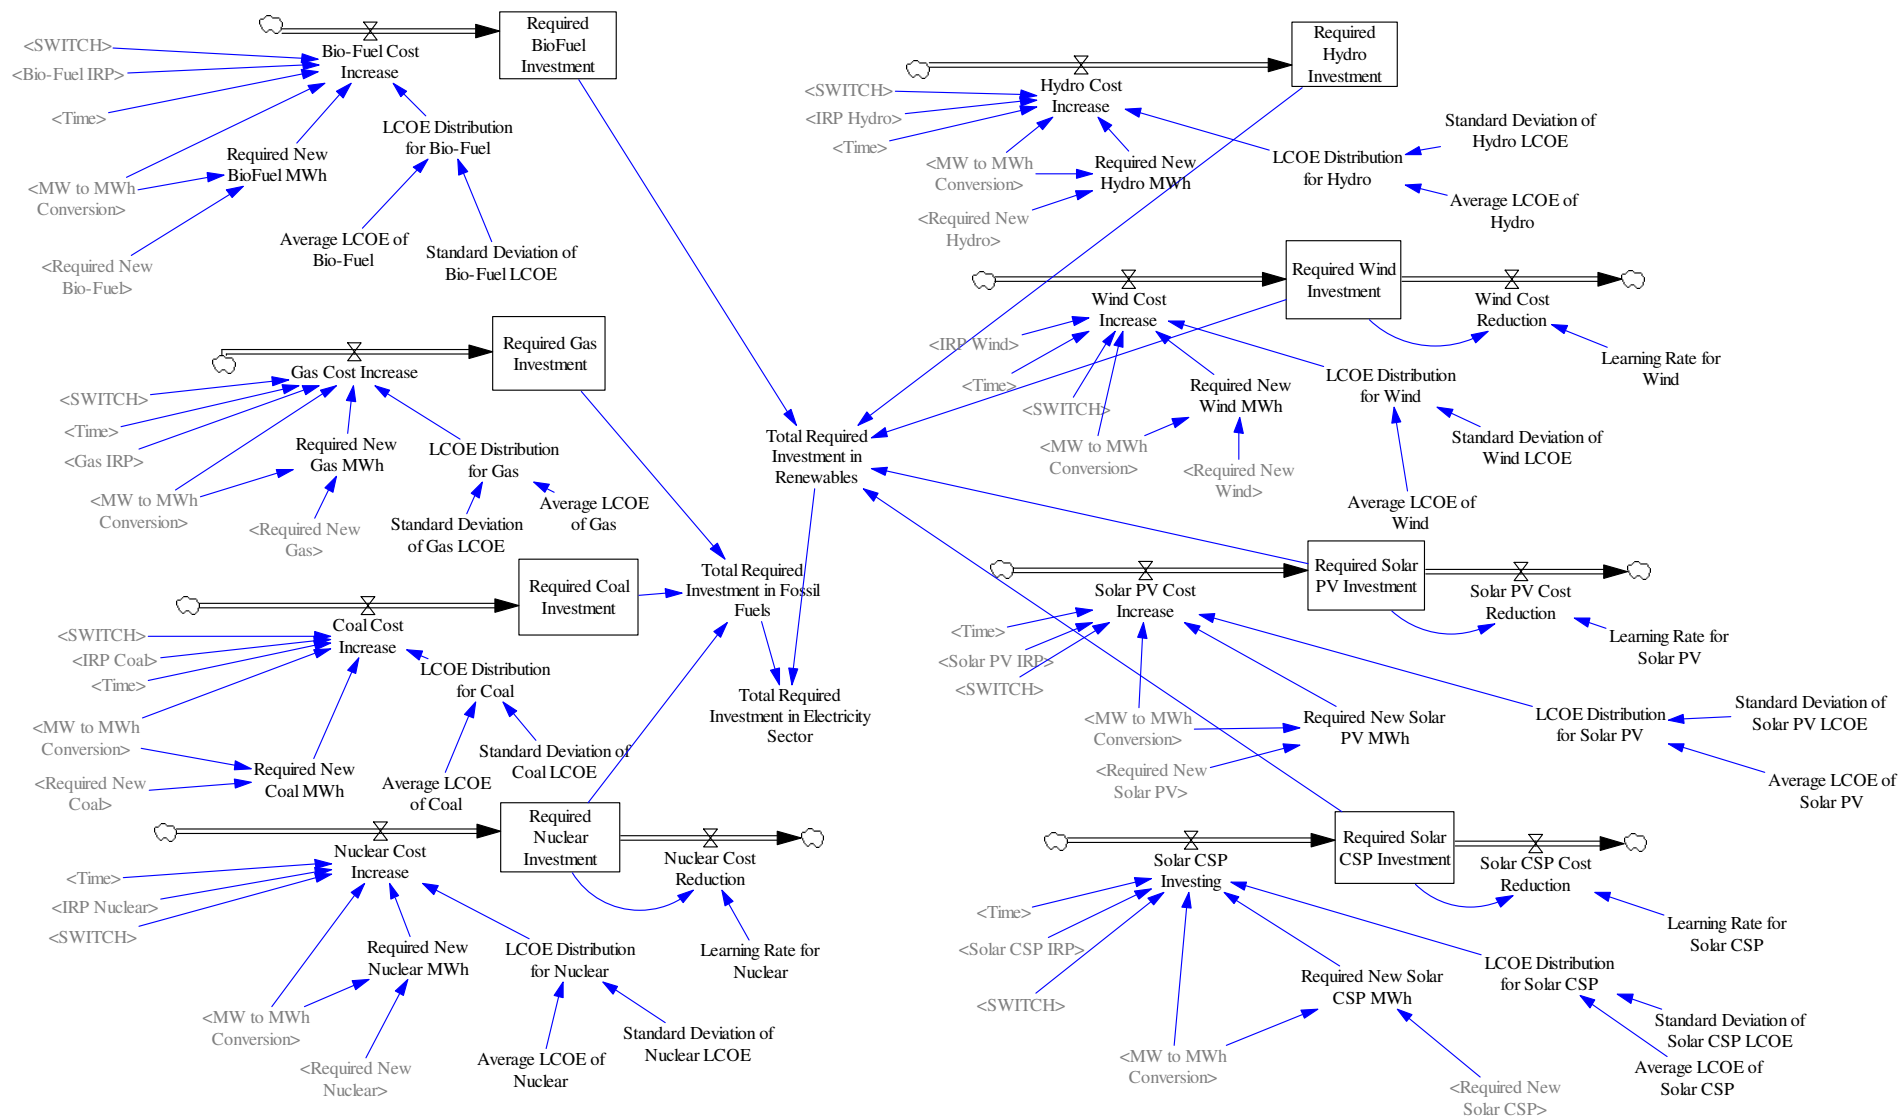 Required
BioFuel
Investment
<SWITCH>
Bio-Fuel Cost
Increase
<Bio-Fuel IRP>
<Time>
LCOE Distribution
for Bio-Fuel
Required New
BioFuel MWh
<MW to MWh
Conversion>
Average LCOE of
Bio-Fuel
Standard Deviation of
Bio-Fuel LCOE
<Required New
Bio-Fuel>
Required Gas
Investment
Gas Cost Increase
<SWITCH>
<Time>
<Gas IRP>
Required New
Gas MWh
LCOE Distribution
for Gas
<MW to MWh
Conversion>
<Required New
Gas>
Standard Deviation
of Gas LCOE
Average LCOE
of Gas
Required Coal
Investment
Coal Cost
Increase
<SWITCH>
<IRP Coal>
<Time>
LCOE Distribution
for Coal
<MW to MWh
Conversion>
Required New
Coal MWh
<Required New
Coal>
Average LCOE
of Coal
Standard Deviation of
Coal LCOE
Required
Nuclear
Investment
Nuclear Cost
Increase
Nuclear Cost
Reduction
<Time>
<IRP Nuclear>
<SWITCH>
Required New
Nuclear MWh
LCOE Distribution
for Nuclear
Learning Rate for
Nuclear
<MW to MWh
Conversion>
<Required New
Nuclear>
Average LCOE of
Nuclear
Standard Deviation of
Nuclear LCOE
Total Required
Investment in
Renewables
Total Required
Investment in Fossil
Fuels
Total Required
Investment in Electricity
Sector
Required
Hydro
Investment
Hydro Cost
Increase
<SWITCH>
<IRP Hydro>
<Time>
<MW to MWh
Conversion>
Required New
Hydro MWh
<Required New
Hydro>
LCOE Distribution
for Hydro
Standard Deviation of
Hydro LCOE
Average LCOE of
Hydro
Required Wind
Investment
Wind Cost
Increase
Wind Cost
Reduction
<IRP Wind>
<Time>
<SWITCH>
<MW to MWh
Conversion>
Required New
Wind MWh
<Required New
Wind>
LCOE Distribution
for Wind
Learning Rate for
Wind
Standard Deviation of
Wind LCOE
Average LCOE of
Wind
Required Solar
PV Investment
Solar PV Cost
Increase
Solar PV Cost
Reduction
<Time>
<Solar PV IRP>
<SWITCH>
Learning Rate for
Solar PV
<MW to MWh
Conversion>
Required New Solar
PV MWh
<Required New
Solar PV>
LCOE Distribution
for Solar PV
Standard Deviation of
Solar PV LCOE
Average LCOE of
Solar PV
Required Solar
CSP Investment
Solar CSP
Investing
Solar CSP Cost
Reduction
<Time>
<Solar CSP IRP>
<SWITCH>
Learning Rate for
Solar CSP
Required New Solar
CSP MWh
LCOE Distribution
for Solar CSP
<MW to MWh
Conversion>
<Required New
Solar CSP>
Standard Deviation of
Solar CSP LCOE
Average LCOE of
Solar CSP